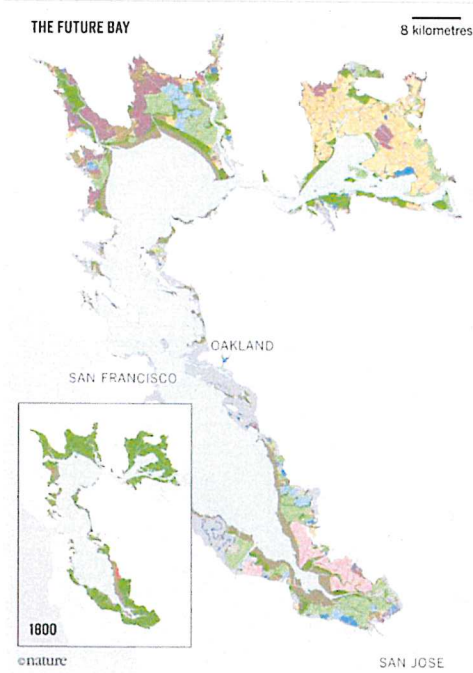 THE FUTURE BAY
8 kilometres
OAKLAND
SAN FRANCISCO
1800
©nature
SAN JOSE